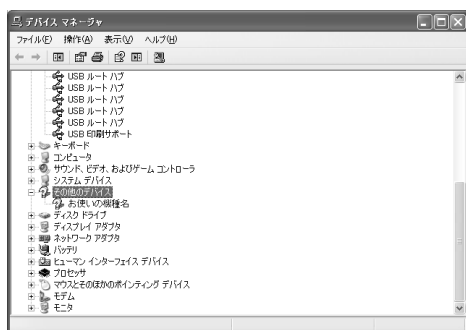 デバイス マネージャ
ファイル(F) 操作(A) 表示(V) ヘルプ(H)
USB ルート ハブ
USB ルート ハブ
USB ルート ハブ
USB ルート ハブ
USB ルート ハブ
USB 印刷サポート
キーボード
コンピュータ
サウンド、ビデオ、およびゲーム コントローラ
システム デバイス
その他のデバイス
お使いの機種名
ディスク ドライブ
ディスプレイ アダプタ
ネットワーク アダプタ
バッテリ
ヒューマン インターフェイス デバイス
プロセッサ
マウスとそのほかのポインティング デバイス
モデム
モニタ